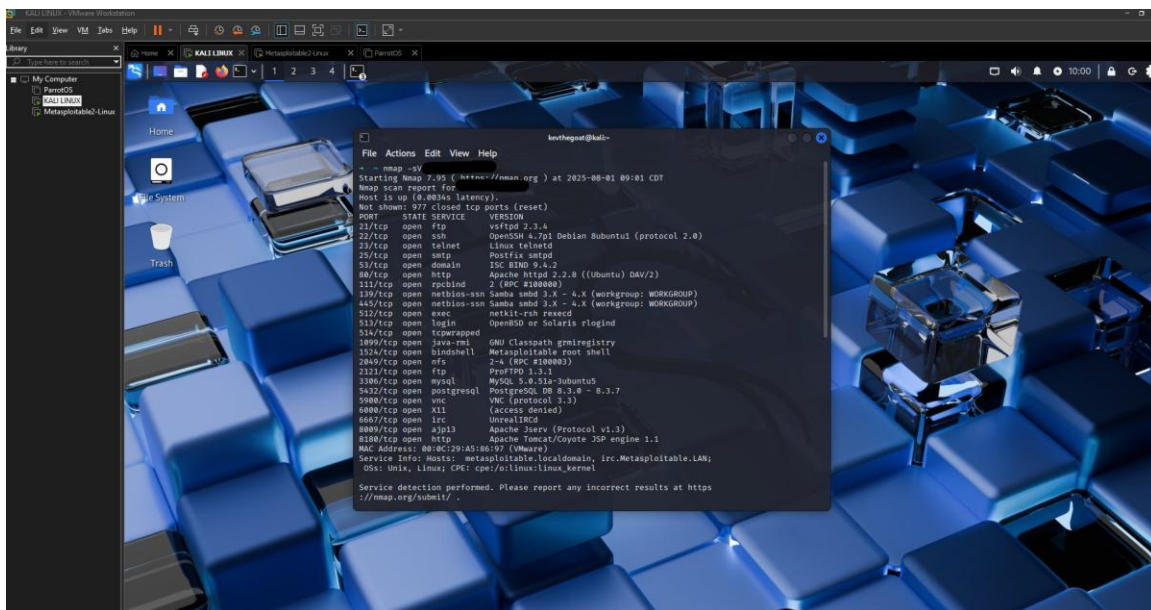 KALI LINUX - VMware Workstation
File Edit View VM Tabs Help
Library
Type here to search
My Computer
ParrotOS
KALI LINUX
Metasploitable2-Linux
Home KALI LINUX Metasploitable2-Linux ParrotOS
1 2 3 4
10:00
Home
File System
Trash
kevthegoat@kali:~
File Actions Edit View Help
nmap -sV
Starting Nmap 7.95 ( https://nmap.org ) at 2025-08-01 09:01 CDT
Nmap scan report for
Host is up (0.0034s latency).
Not shown: 977 closed tcp ports (reset)
PORT STATE SERVICE VERSION
21/tcp open ftp vsftpd 2.3.4
22/tcp open ssh OpenSSH 4.7p1 Debian 8ubuntu1 (protocol 2.0)
23/tcp open telnet Linux telnetd
25/tcp open smtp Postfix smtpd
53/tcp open domain ISC BIND 9.4.2
80/tcp open http Apache httpd 2.2.8 ((Ubuntu) DAV/2)
111/tcp open rpcbind 2 (RPC #100000)
139/tcp open netbios-ssn Samba smbd 3.X - 4.X (workgroup: WORKGROUP)
445/tcp open netbios-ssn Samba smbd 3.X - 4.X (workgroup: WORKGROUP)
512/tcp open exec netkit-rsh rexecd
513/tcp open login OpenBSD or Solaris rlogind
514/tcp open tcpwrapped
1099/tcp open java-rmi GNU Classpath grmiregistry
1524/tcp open bindshell Metasploitable root shell
2049/tcp open nfs 2-4 (RPC #100003)
2121/tcp open ftp ProFTPD 1.3.1
3306/tcp open mysql MySQL 5.0.51a-3ubuntu5
5432/tcp open postgresql PostgreSQL DB 8.3.0 - 8.3.7
5900/tcp open vnc VNC (protocol 3.3)
6000/tcp open X11 (access denied)
6667/tcp open irc UnrealIRCd
8009/tcp open ajp13 Apache Jserv (Protocol v1.3)
8180/tcp open http Apache Tomcat/Coyote JSP engine 1.1
MAC Address: 00:0C:29:A5:86:97 (VMware)
Service Info: Hosts: metasploitable.localdomain, irc.Metasploitable.LAN;
OSs: Unix, Linux; CPE: cpe:/o:linux:linux_kernel
Service detection performed. Please report any incorrect results at https
://nmap.org/submit/ .